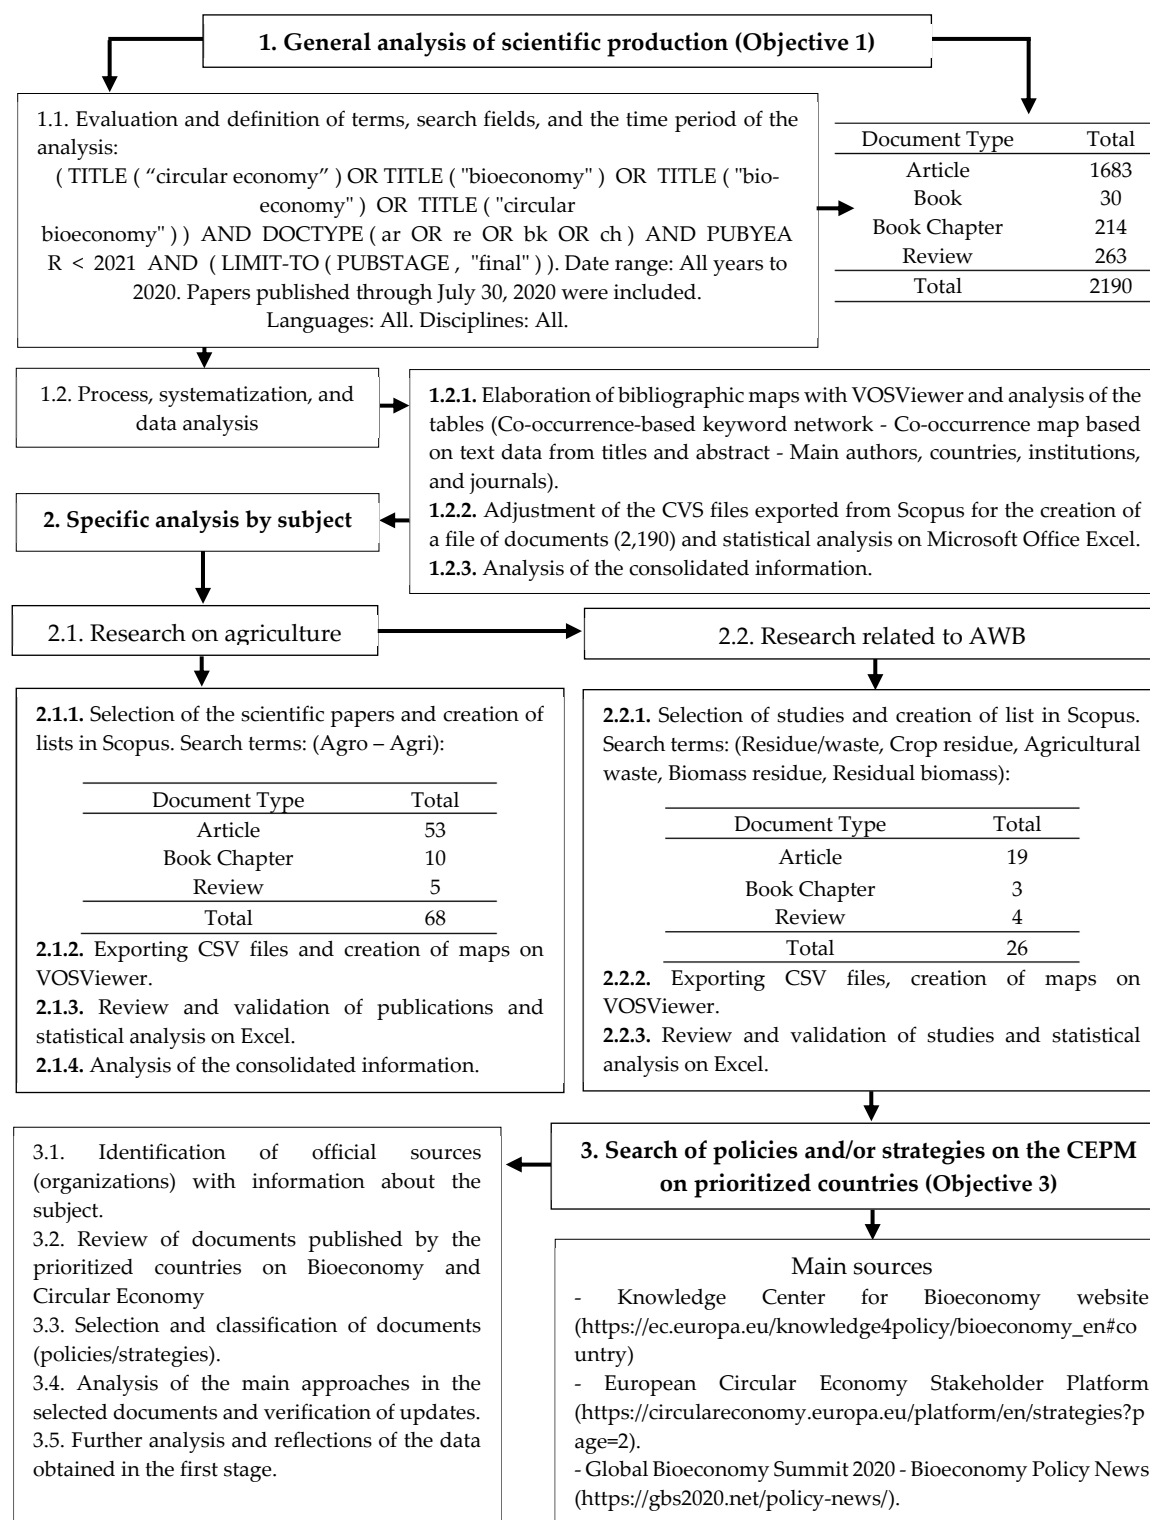 1. General analysis of scientific production (Objective 1)
1.1. Evaluation and definition of terms, search fields, and the time period of the
analysis:
( TITLE ( “circular economy” ) OR TITLE ( "bioeconomy" ) OR TITLE ( "bio-
economy" ) OR TITLE ( "circular
bioeconomy" ) ) AND DOCTYPE ( ar OR re OR bk OR ch ) AND PUBYEA
R < 2021 AND ( LIMIT-TO ( PUBSTAGE , "final" ) ). Date range: All years to
2020. Papers published through July 30, 2020 were included.
Languages: All. Disciplines: All.
Document Type Total
Article 1683
Book 30
Book Chapter 214
Review 263
Total 2190
1.2. Process, systematization, and
data analysis
1.2.1. Elaboration of bibliographic maps with VOSViewer and analysis of the
tables (Co-occurrence-based keyword network - Co-occurrence map based
on text data from titles and abstract - Main authors, countries, institutions,
and journals).
1.2.2. Adjustment of the CVS files exported from Scopus for the creation of
a file of documents (2,190) and statistical analysis on Microsoft Office Excel.
1.2.3. Analysis of the consolidated information.
2. Specific analysis by subject
2.1. Research on agriculture
2.2. Research related to AWB
2.1.1. Selection of the scientific papers and creation of
lists in Scopus. Search terms: (Agro – Agri):
Document Type Total
Article 53
Book Chapter 10
Review 5
Total 68
2.1.2. Exporting CSV files and creation of maps on
VOSViewer.
2.1.3. Review and validation of publications and
statistical analysis on Excel.
2.1.4. Analysis of the consolidated information.
2.2.1. Selection of studies and creation of list in Scopus.
Search terms: (Residue/waste, Crop residue, Agricultural
waste, Biomass residue, Residual biomass):
Document Type Total
Article 19
Book Chapter 3
Review 4
Total 26
2.2.2. Exporting CSV files, creation of maps on
VOSViewer.
2.2.3. Review and validation of studies and statistical
analysis on Excel.
3. Search of policies and/or strategies on the CEPM
on prioritized countries (Objective 3)
3.1. Identification of official sources
(organizations) with information about the
subject.
3.2. Review of documents published by the
prioritized countries on Bioeconomy and
Circular Economy
3.3. Selection and classification of documents
(policies/strategies).
3.4. Analysis of the main approaches in the
selected documents and verification of updates.
3.5. Further analysis and reflections of the data
obtained in the first stage.
Main sources
- Knowledge Center for Bioeconomy website
(https://ec.europa.eu/knowledge4policy/bioeconomy_en#co
untry)
- European Circular Economy Stakeholder Platform
(https://circulareconomy.europa.eu/platform/en/strategies?p
age=2).
- Global Bioeconomy Summit 2020 - Bioeconomy Policy News
(https://gbs2020.net/policy-news/).